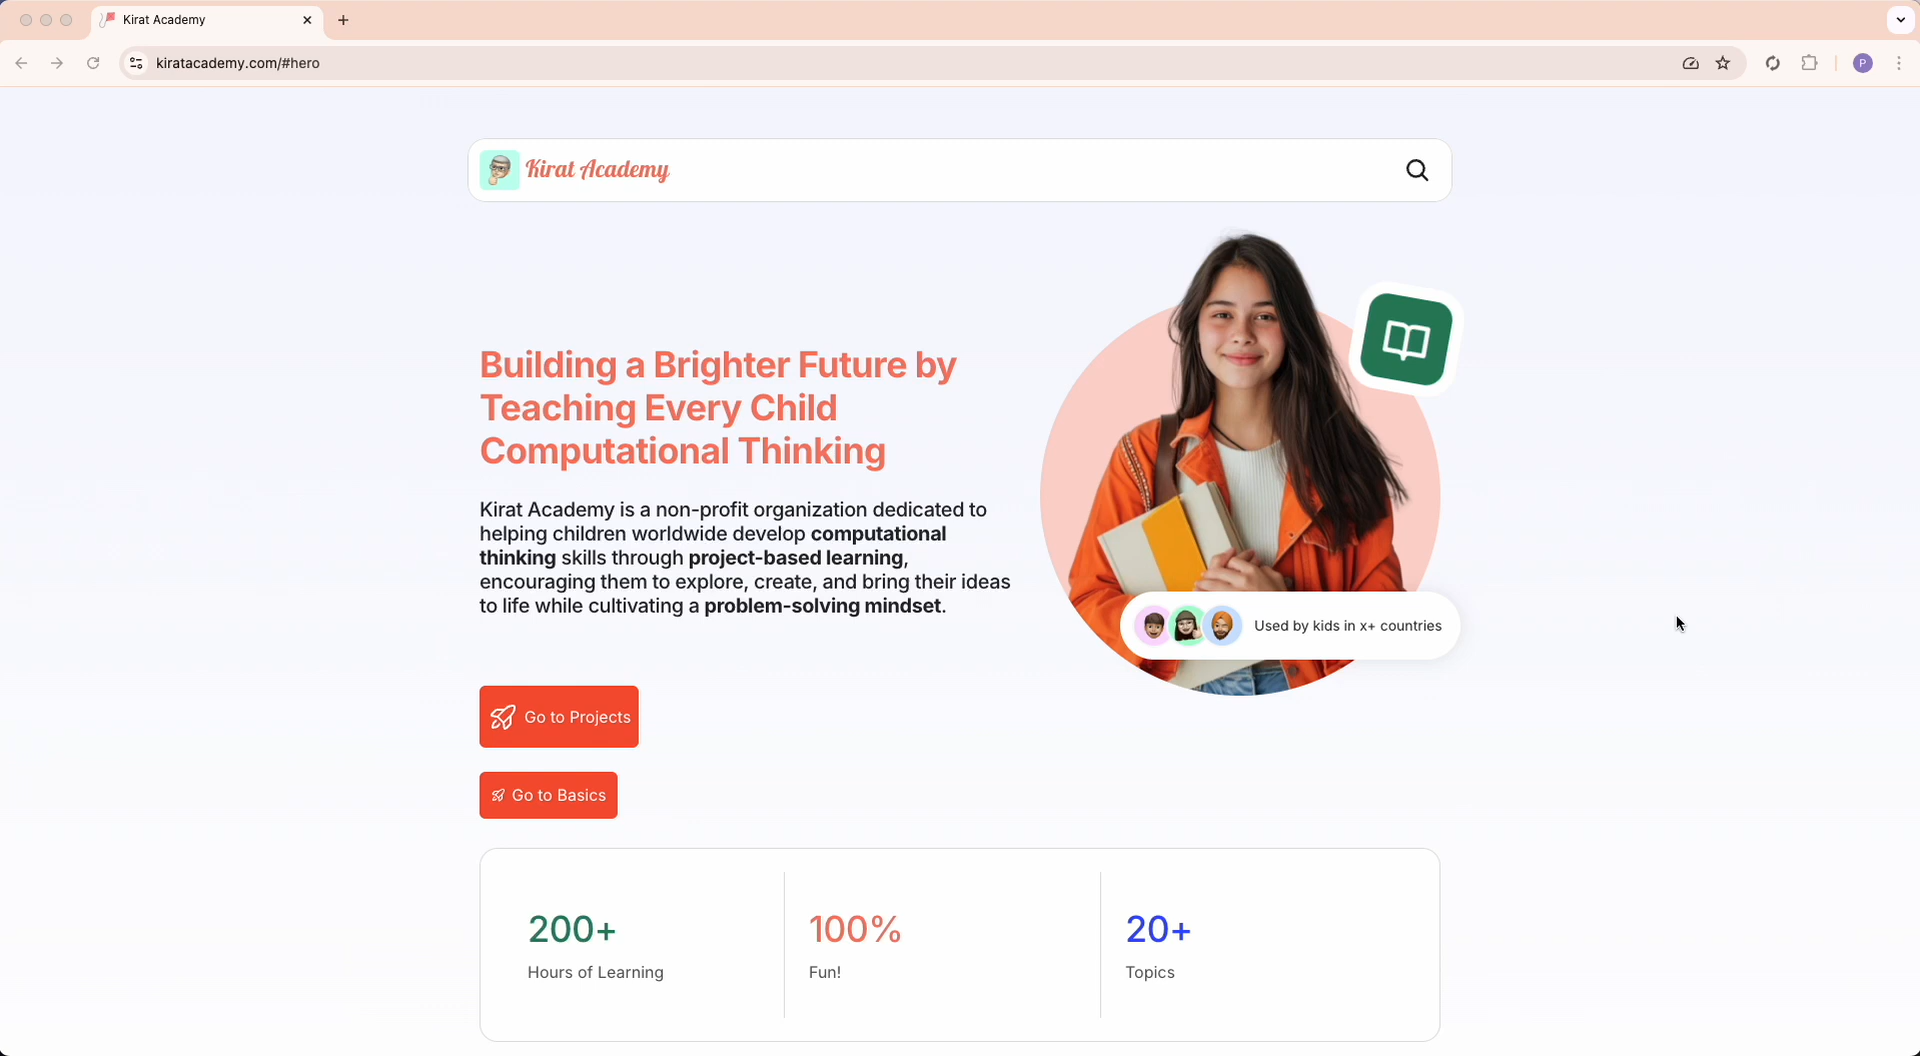 Kirat Academy
kiratacademy.com/#hero
P
Kirat Academy
Building a Brighter Future by
Teaching Every Child
Computational Thinking
Kirat Academy is a non-profit organization dedicated to
helping children worldwide develop computational
thinking skills through project-based learning,
encouraging them to explore, create, and bring their ideas
to life while cultivating a problem-solving mindset.
Used by kids in x+ countries
Go to Projects
Go to Basics
200+
Hours of Learning
100%
Fun!
20+
Topics